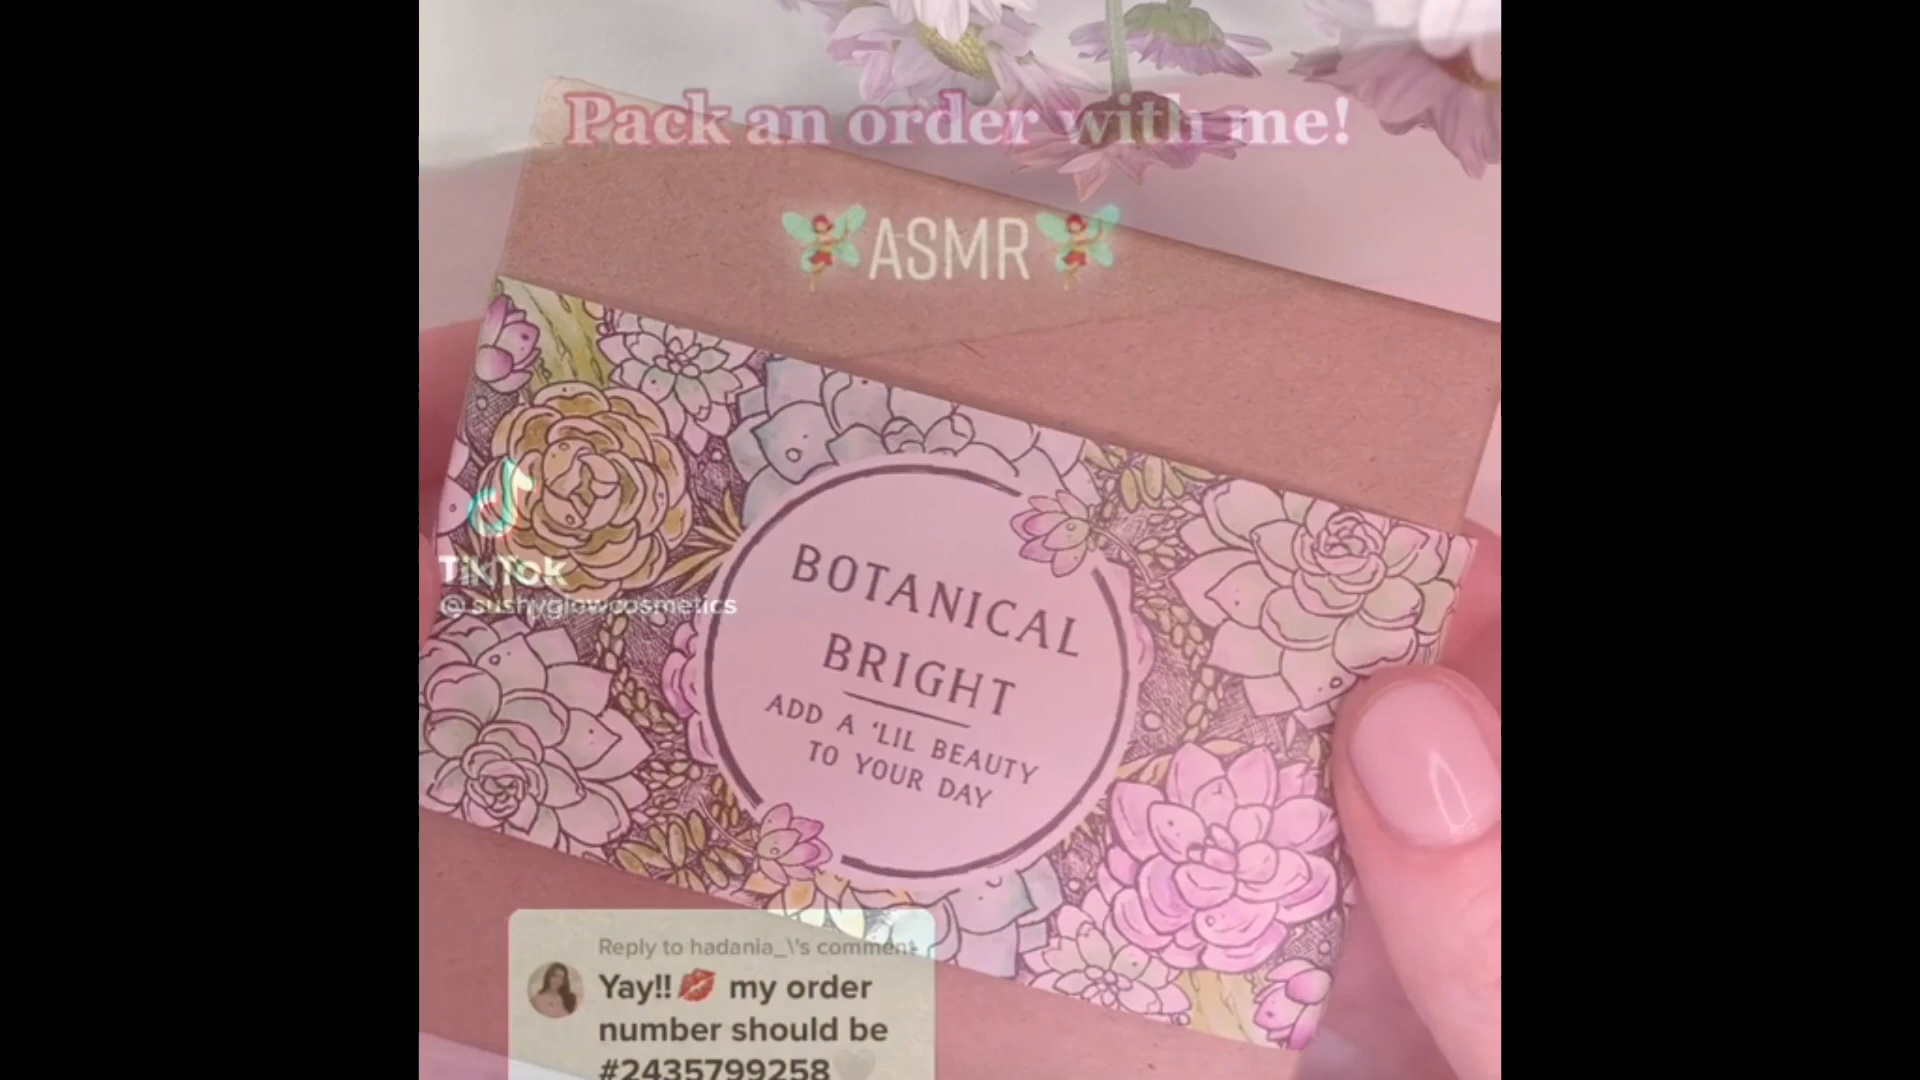 Pack an order with me!
🧚ASMR🧚
BOTANICAL
BRIGHT
ADD A 'LIL BEAUTY
TO YOUR DAY
TikTok
@ sushyglowcosmetics
Reply to hadania_\'s comment
Yay!!💋 my order
number should be
#2435799258